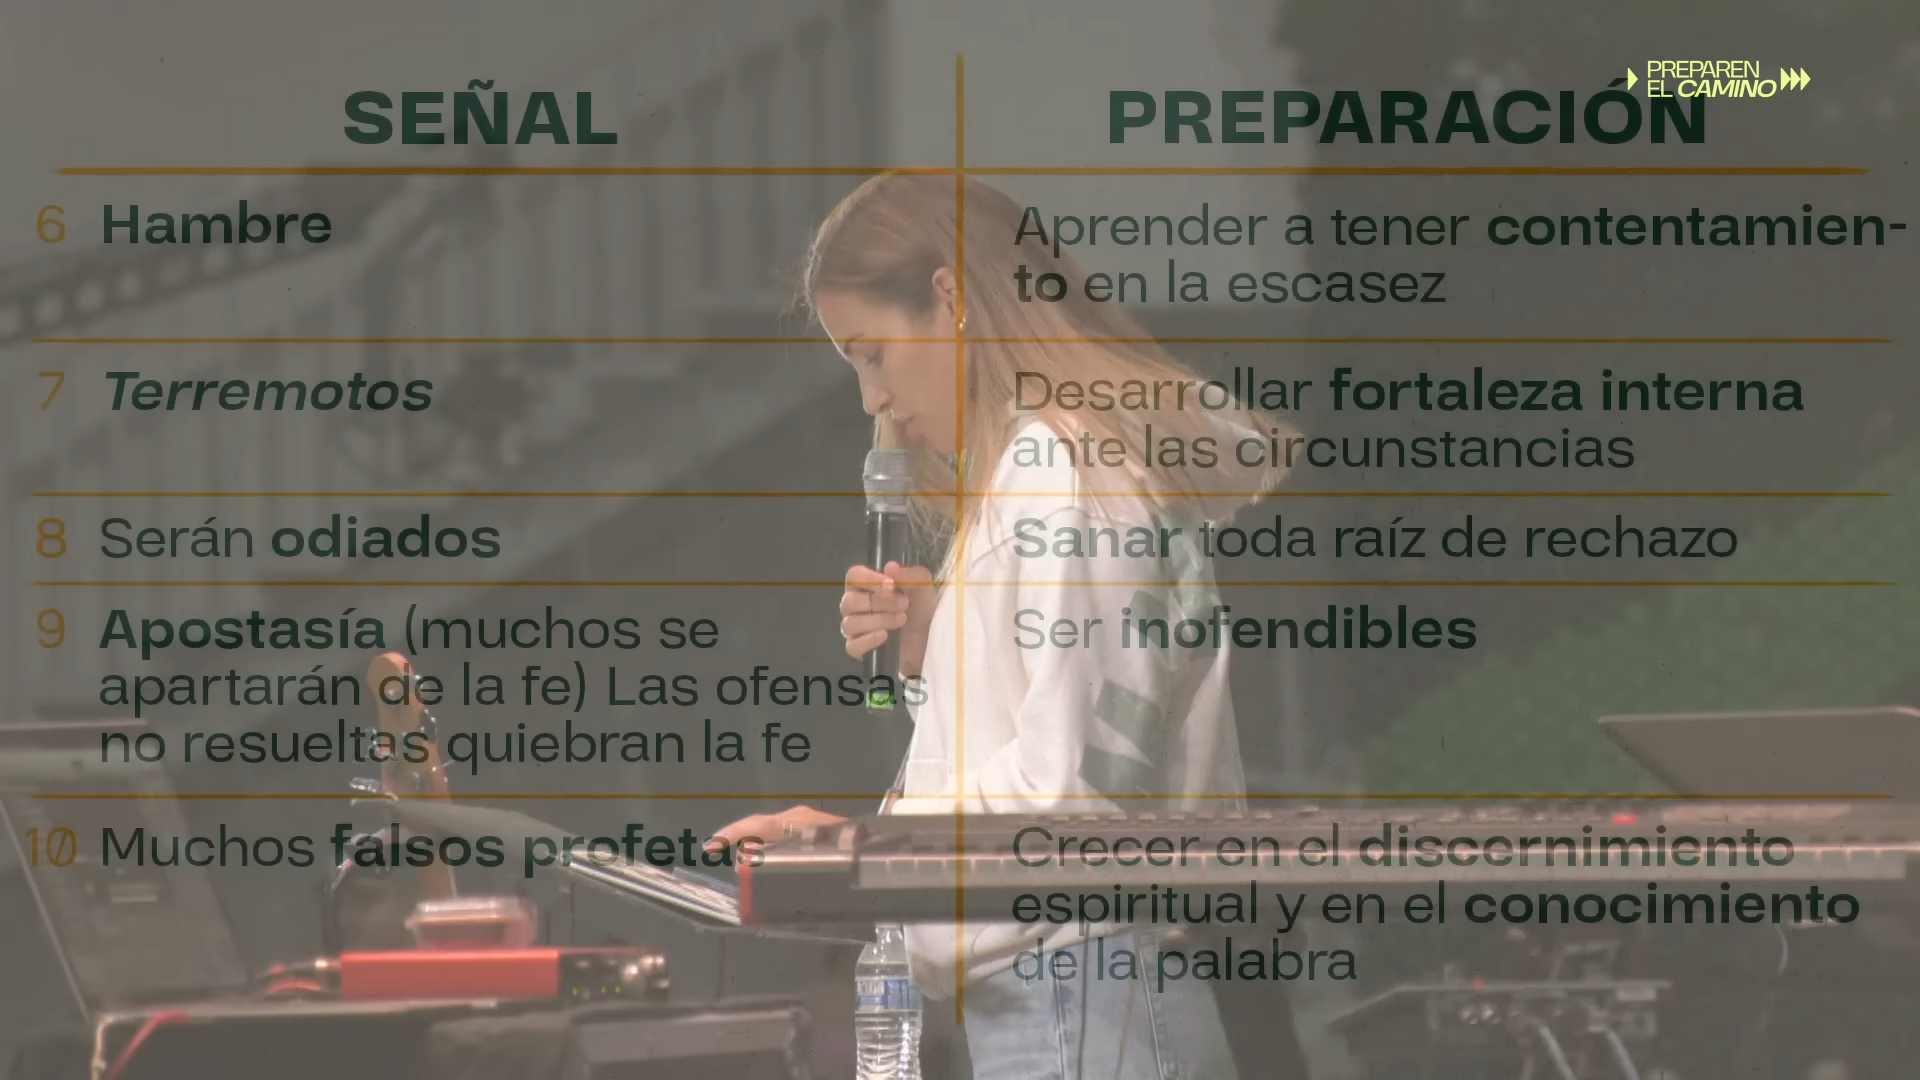 PREPAREN
EL CAMINO
SEÑAL
PREPARACIÓN
6 Hambre
Aprender a tener contentamien-
to en la escasez
7 Terremotos
Desarrollar fortaleza interna
ante las circunstancias
8 Serán odiados
Sanar toda raíz de rechazo
9 Apostasía (muchos se
apartarán de la fe) Las ofensas
no resueltas quiebran la fe
Ser inofendibles
10 Muchos falsos profetas
Crecer en el discernimiento
espiritual y en el conocimiento
de la palabra